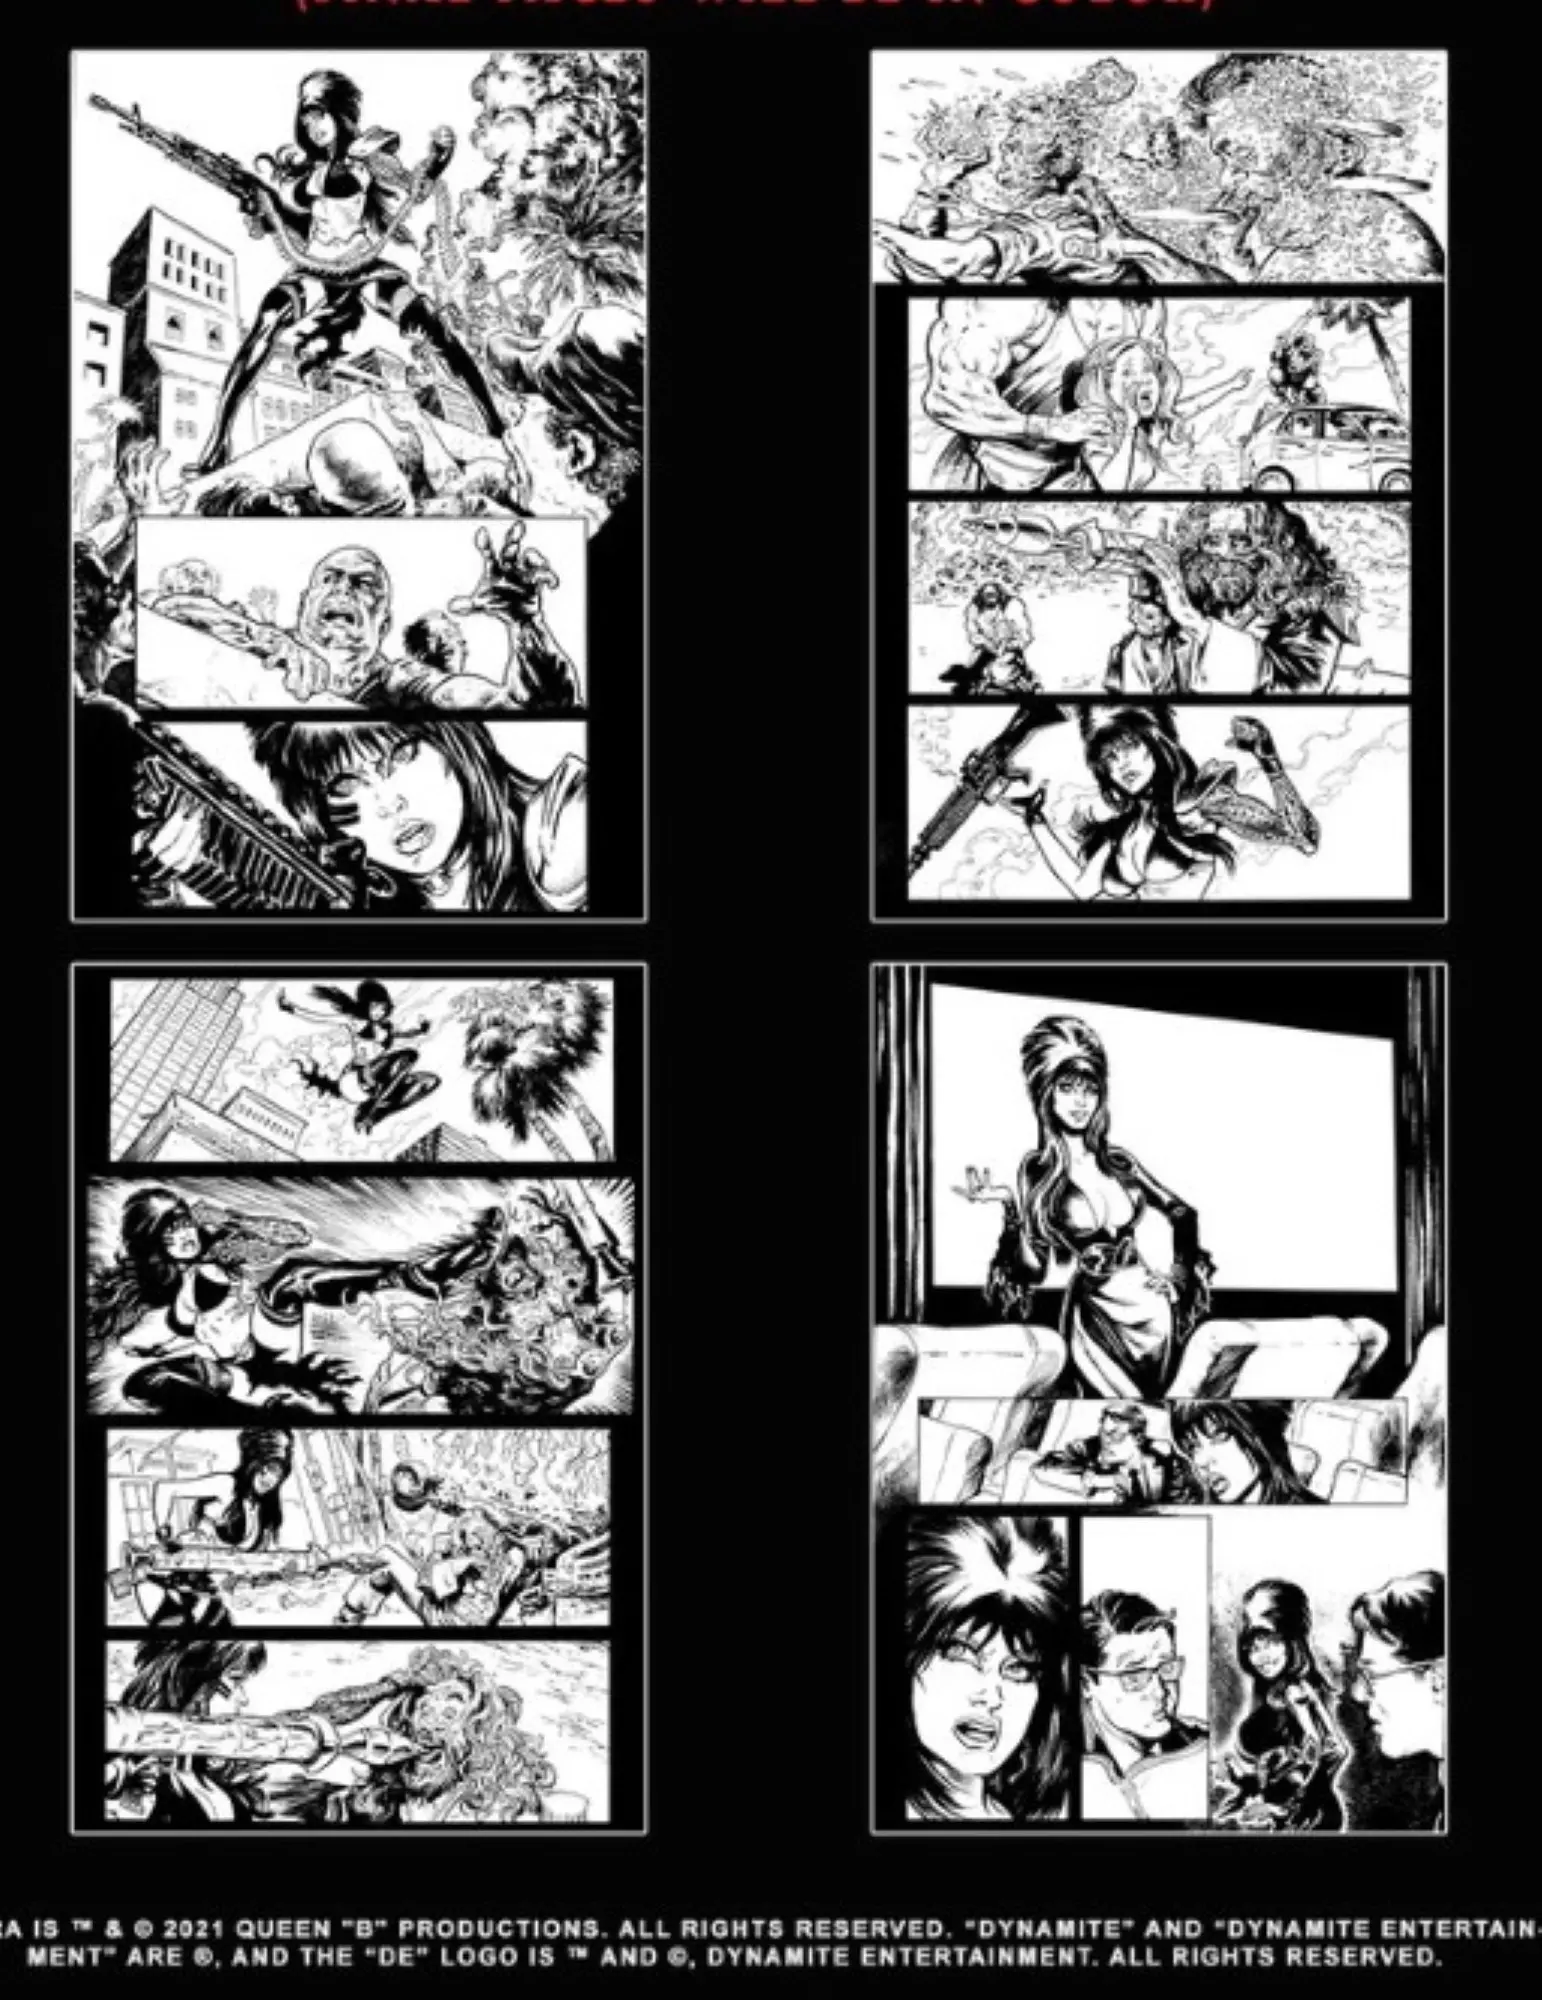 RA IS ™ & © 2021 QUEEN "B" PRODUCTIONS. ALL RIGHTS RESERVED. "DYNAMITE" AND "DYNAMITE ENTERTAIN-
MENT" ARE ®, AND THE "DE" LOGO IS ™ AND ©, DYNAMITE ENTERTAINMENT. ALL RIGHTS RESERVED.